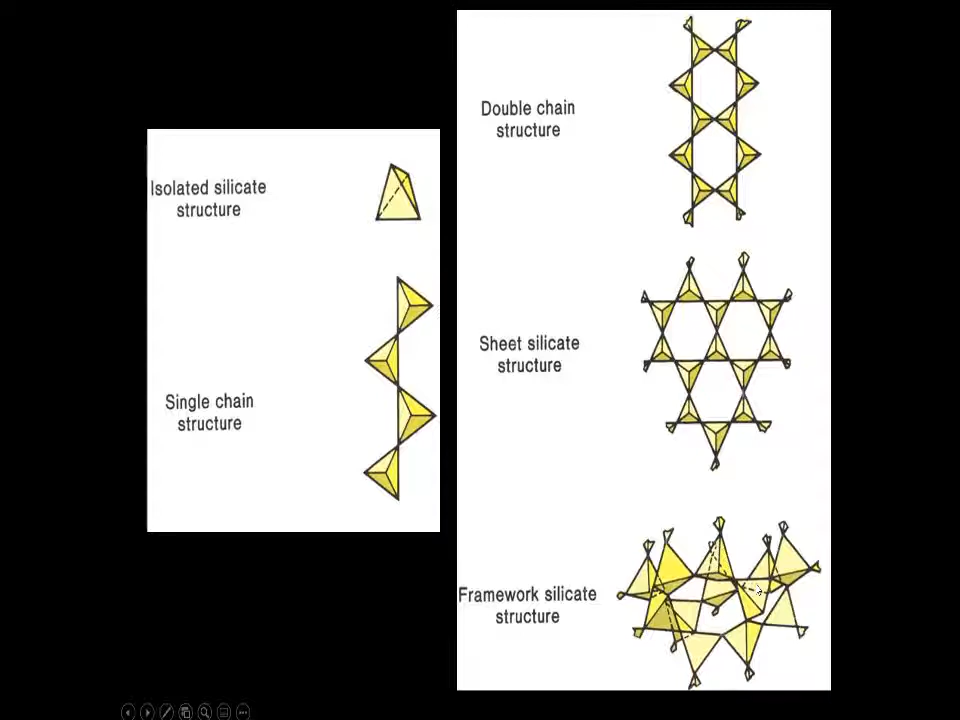 Isolated silicate
structure
Single chain
structure
Double chain
structure
Sheet silicate
structure
Framework silicate
structure